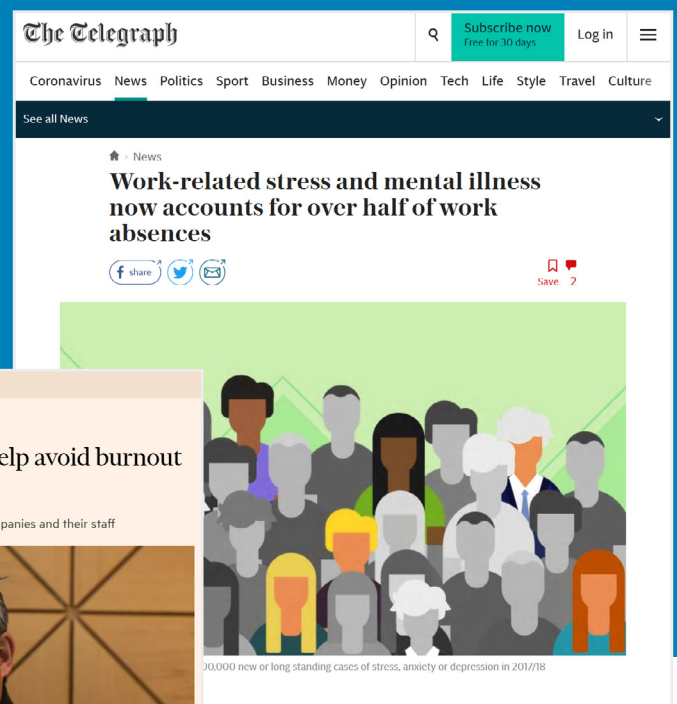 The Telegraph
Subscribe now
Free for 30 days
Log in
Coronavirus News Politics Sport Business Money Opinion Tech Life Style Travel Culture
See all News
News
Work-related stress and mental illness
now accounts for over half of work
absences
share
Save 2
elp avoid burnout
panies and their staff
00,000 new or long standing cases of stress, anxiety or depression in 2017/18